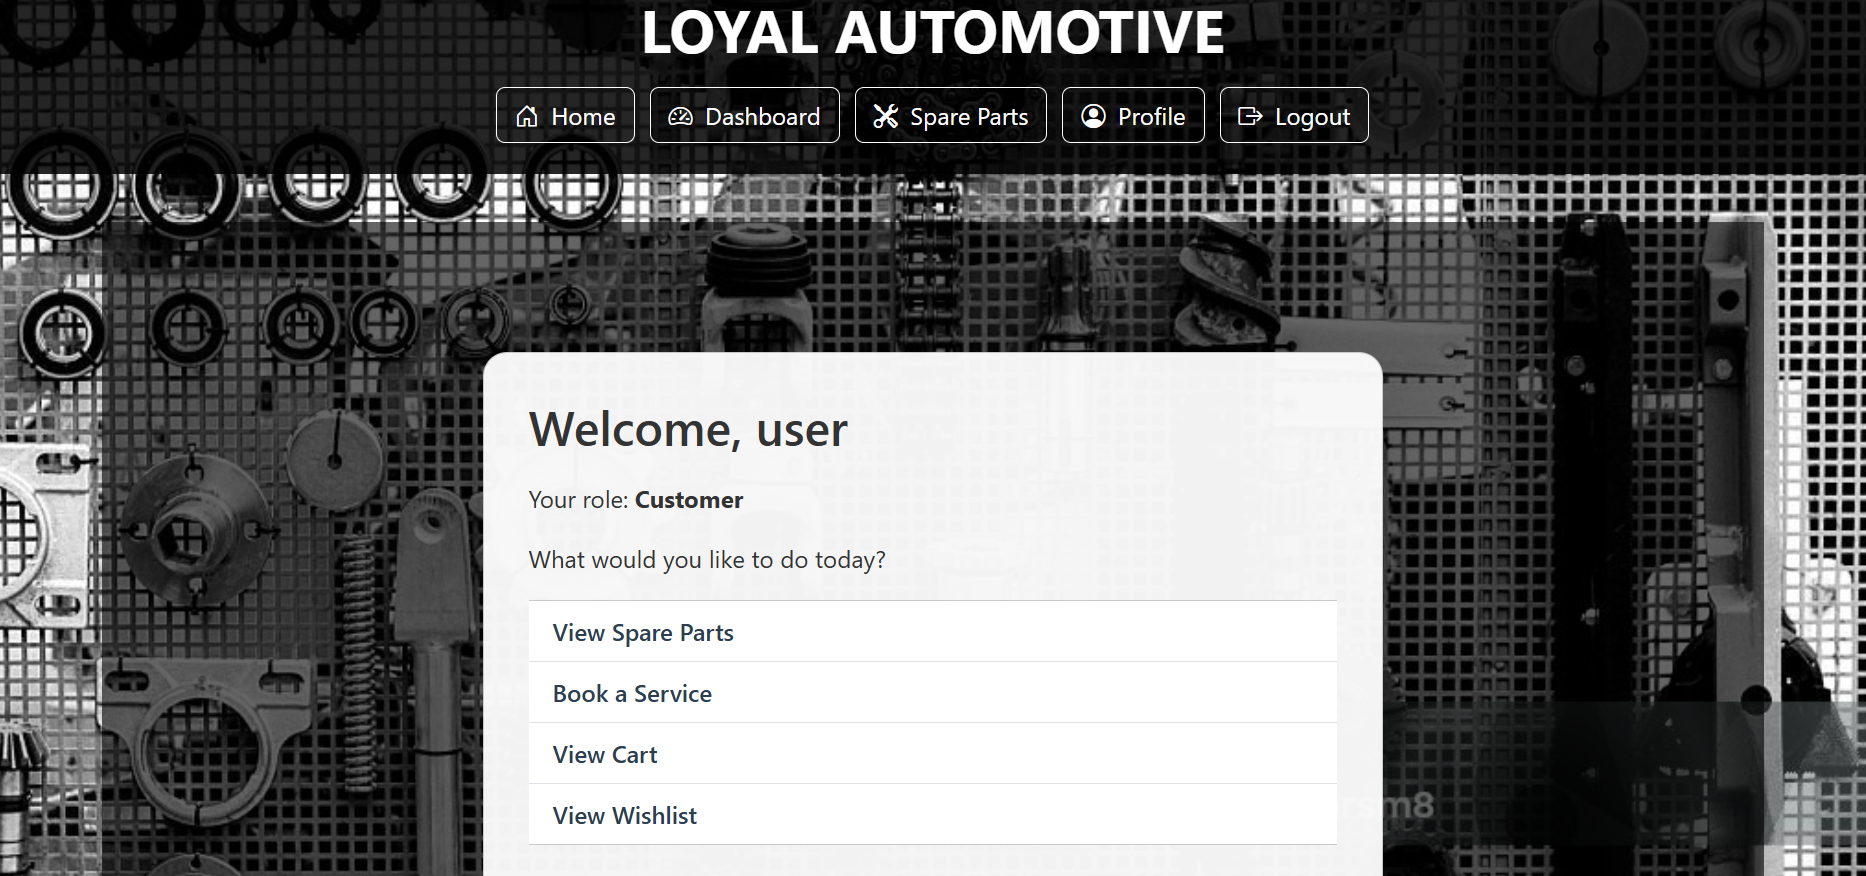 LOYAL AUTOMOTIVE
Home Dashboard Spare Parts Profile Logout
Welcome, user
Your role: Customer
What would you like to do today?
View Spare Parts
Book a Service
View Cart
View Wishlist